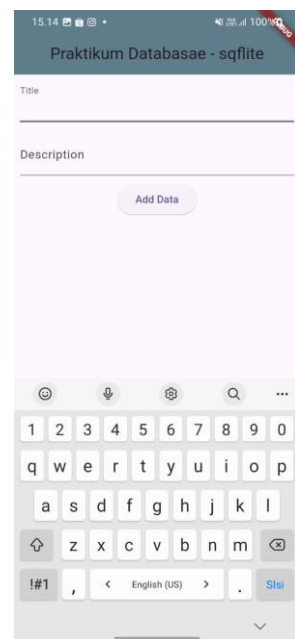 15.14 100%
DEBUG
Praktikum Databasae - sqflite
Title
Description
Add Data
1 2 3 4 5 6 7 8 9 0
q w e r t y u i o p
a s d f g h j k l
z x c v b n m
!#1 , < English (US) > . Slsi